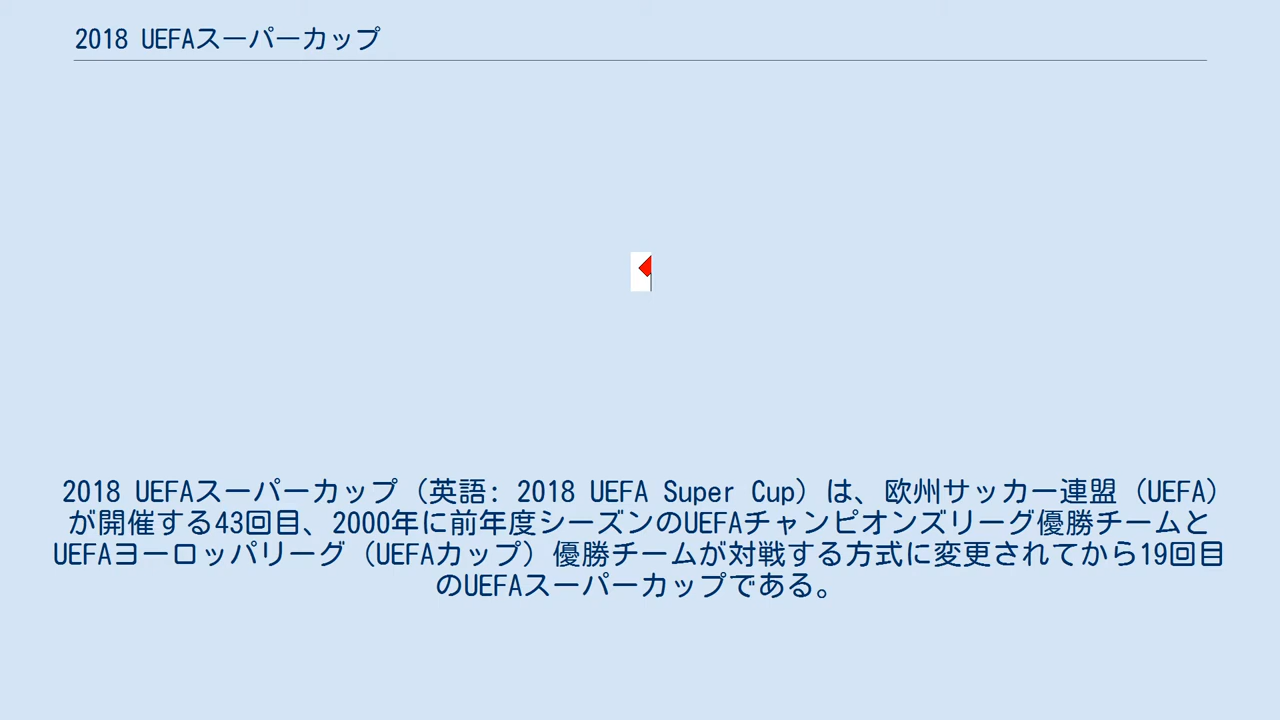 2018 UEFAスーパーカップ
2018 UEFAスーパーカップ（英語: 2018 UEFA Super Cup）は、欧州サッカー連盟（UEFA）
が開催する43回目、2000年に前年度シーズンのUEFAチャンピオンズリーグ優勝チームと
UEFAヨーロッパリーグ（UEFAカップ）優勝チームが対戦する方式に変更されてから19回目
のUEFAスーパーカップである。